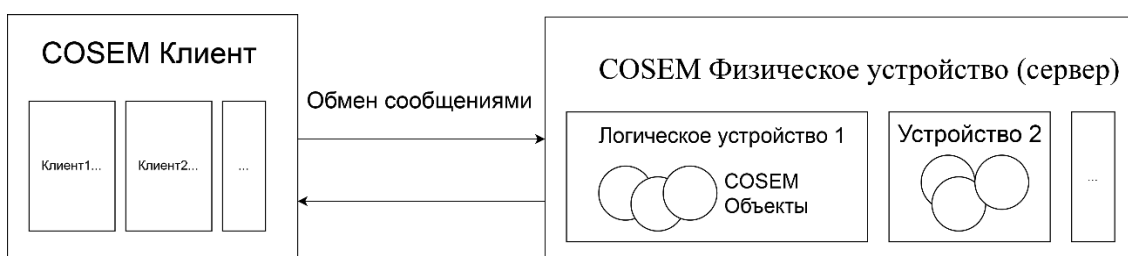 COSEM Клиент
Клиент1...
Клиент2...
...
Обмен сообщениями
COSEM Физическое устройство (сервер)
Логическое устройство 1
COSEM
Объекты
Устройство 2
...